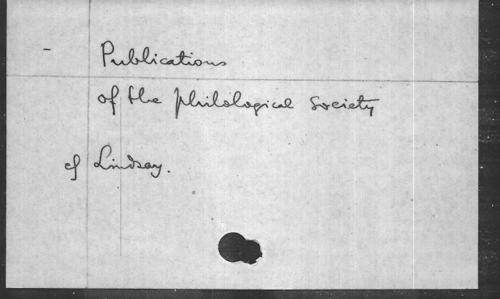 - Publications
of the philological society
cf Lindsay.